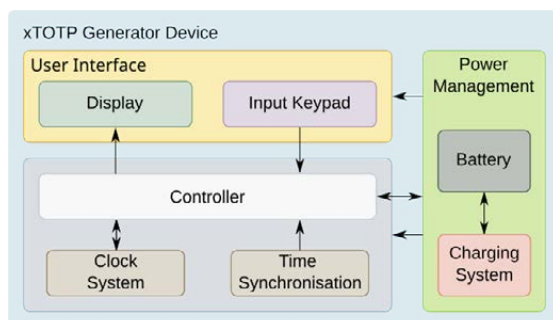 xTOTP Generator Device
User Interface
Display
Input Keypad
Power
Management
Battery
Controller
Clock
System
Time
Synchronisation
Charging
System